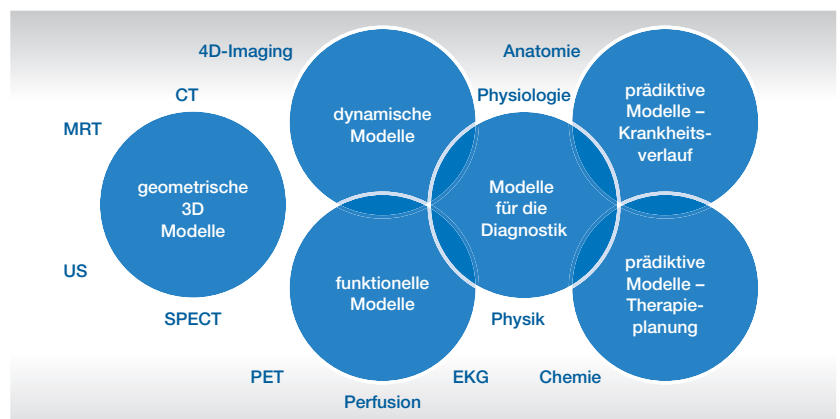 4D-Imaging
Anatomie
CT
Physiologie
MRT
dynamische
Modelle
prädiktive
Modelle –
Krankheits-
verlauf
geometrische
3D
Modelle
Modelle
für die
Diagnostik
US
funktionelle
Modelle
prädiktive
Modelle –
Therapie-
planung
SPECT
Physik
PET
EKG
Chemie
Perfusion